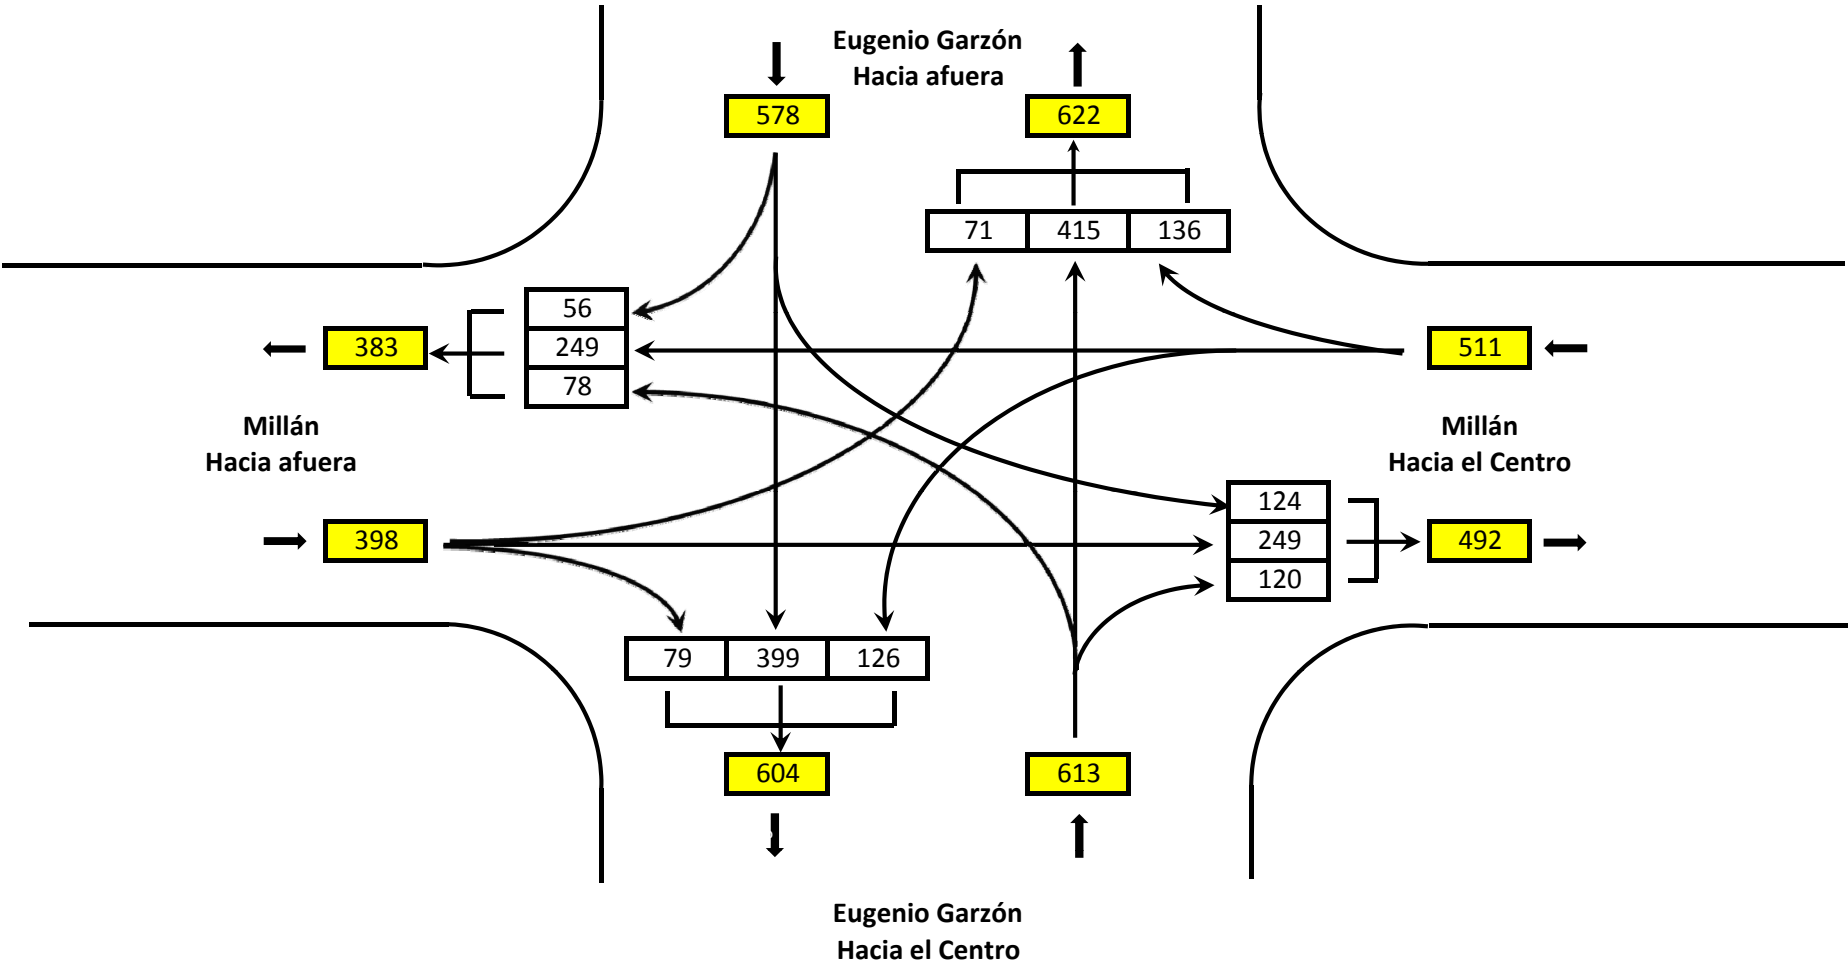 Eugenio Garzón
Hacia afuera
578
622
71 415 136
56
249
78
383
511
Millán
Hacia afuera
Millán
Hacia el Centro
398
124
249
120
492
79 399 126
604
613
Eugenio Garzón
Hacia el Centro